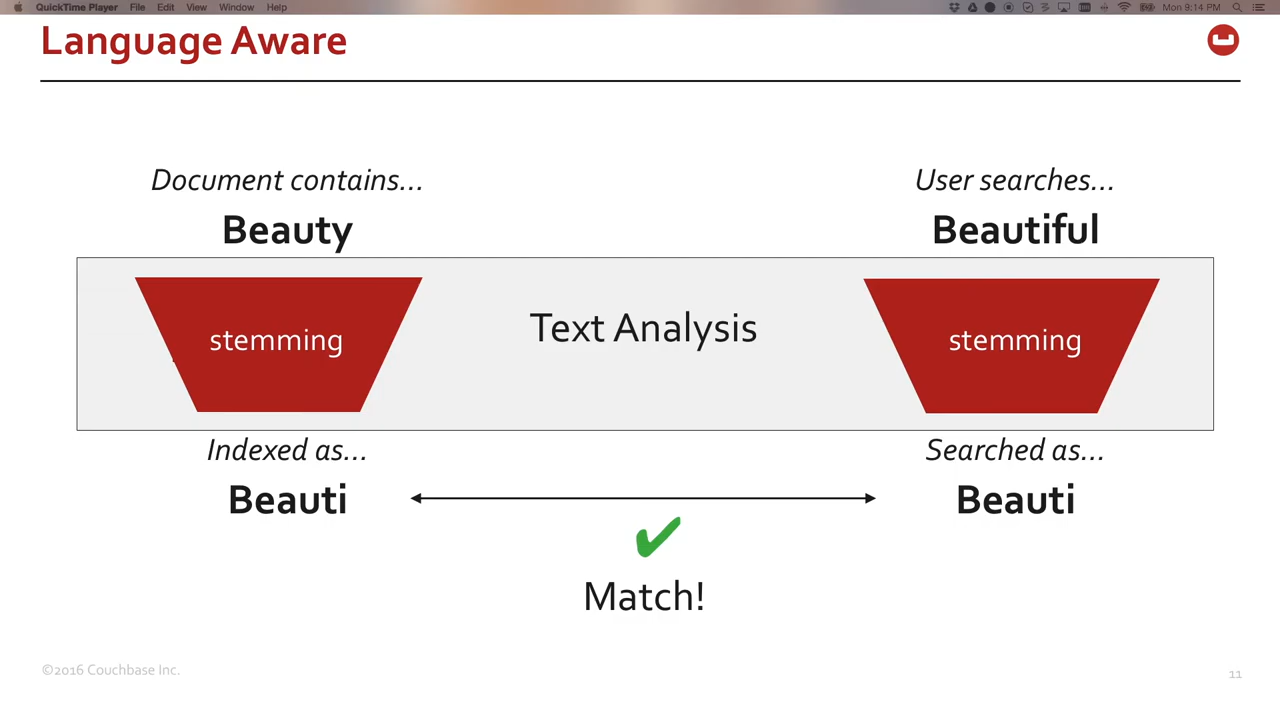 QuickTime Player File Edit View Window Help Mon 9:14 PM
Language Aware
Document contains...
Beauty
User searches...
Beautiful
stemming
Text Analysis
stemming
Indexed as...
Beauti
Searched as...
Beauti
Match!
©2016 Couchbase Inc.
11